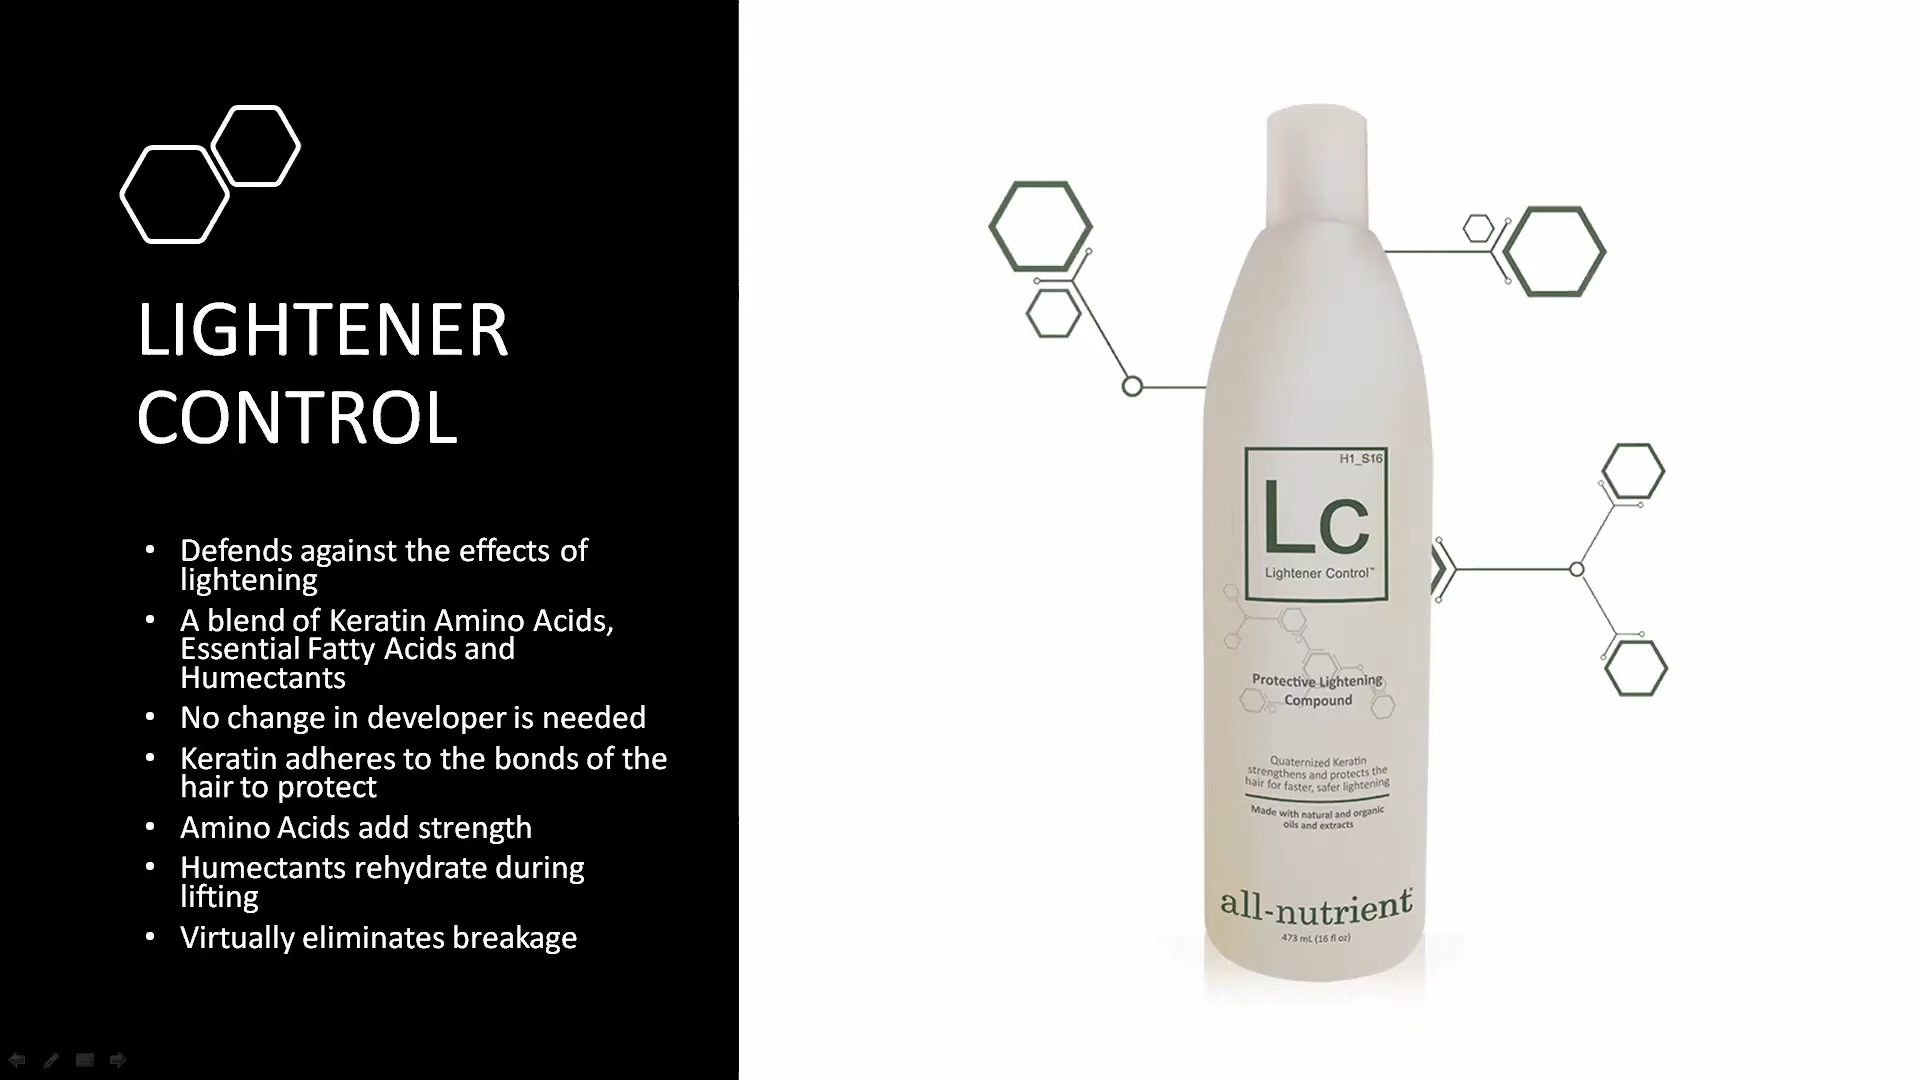 LIGHTENER
CONTROL
• Defends against the effects of
lightening
• A blend of Keratin Amino Acids,
Essential Fatty Acids and
Humectants
• No change in developer is needed
• Keratin adheres to the bonds of the
hair to protect
• Amino Acids add strength
• Humectants rehydrate during
lifting
• Virtually eliminates breakage
H1_S16
Lc
Lightener Control™
Protective Lightening
Compound
Quaternized Keratin
strengthens and protects the
hair for faster, safer lightening
Made with natural and organic
oils and extracts
all-nutrient
473 mL (16 fl oz)